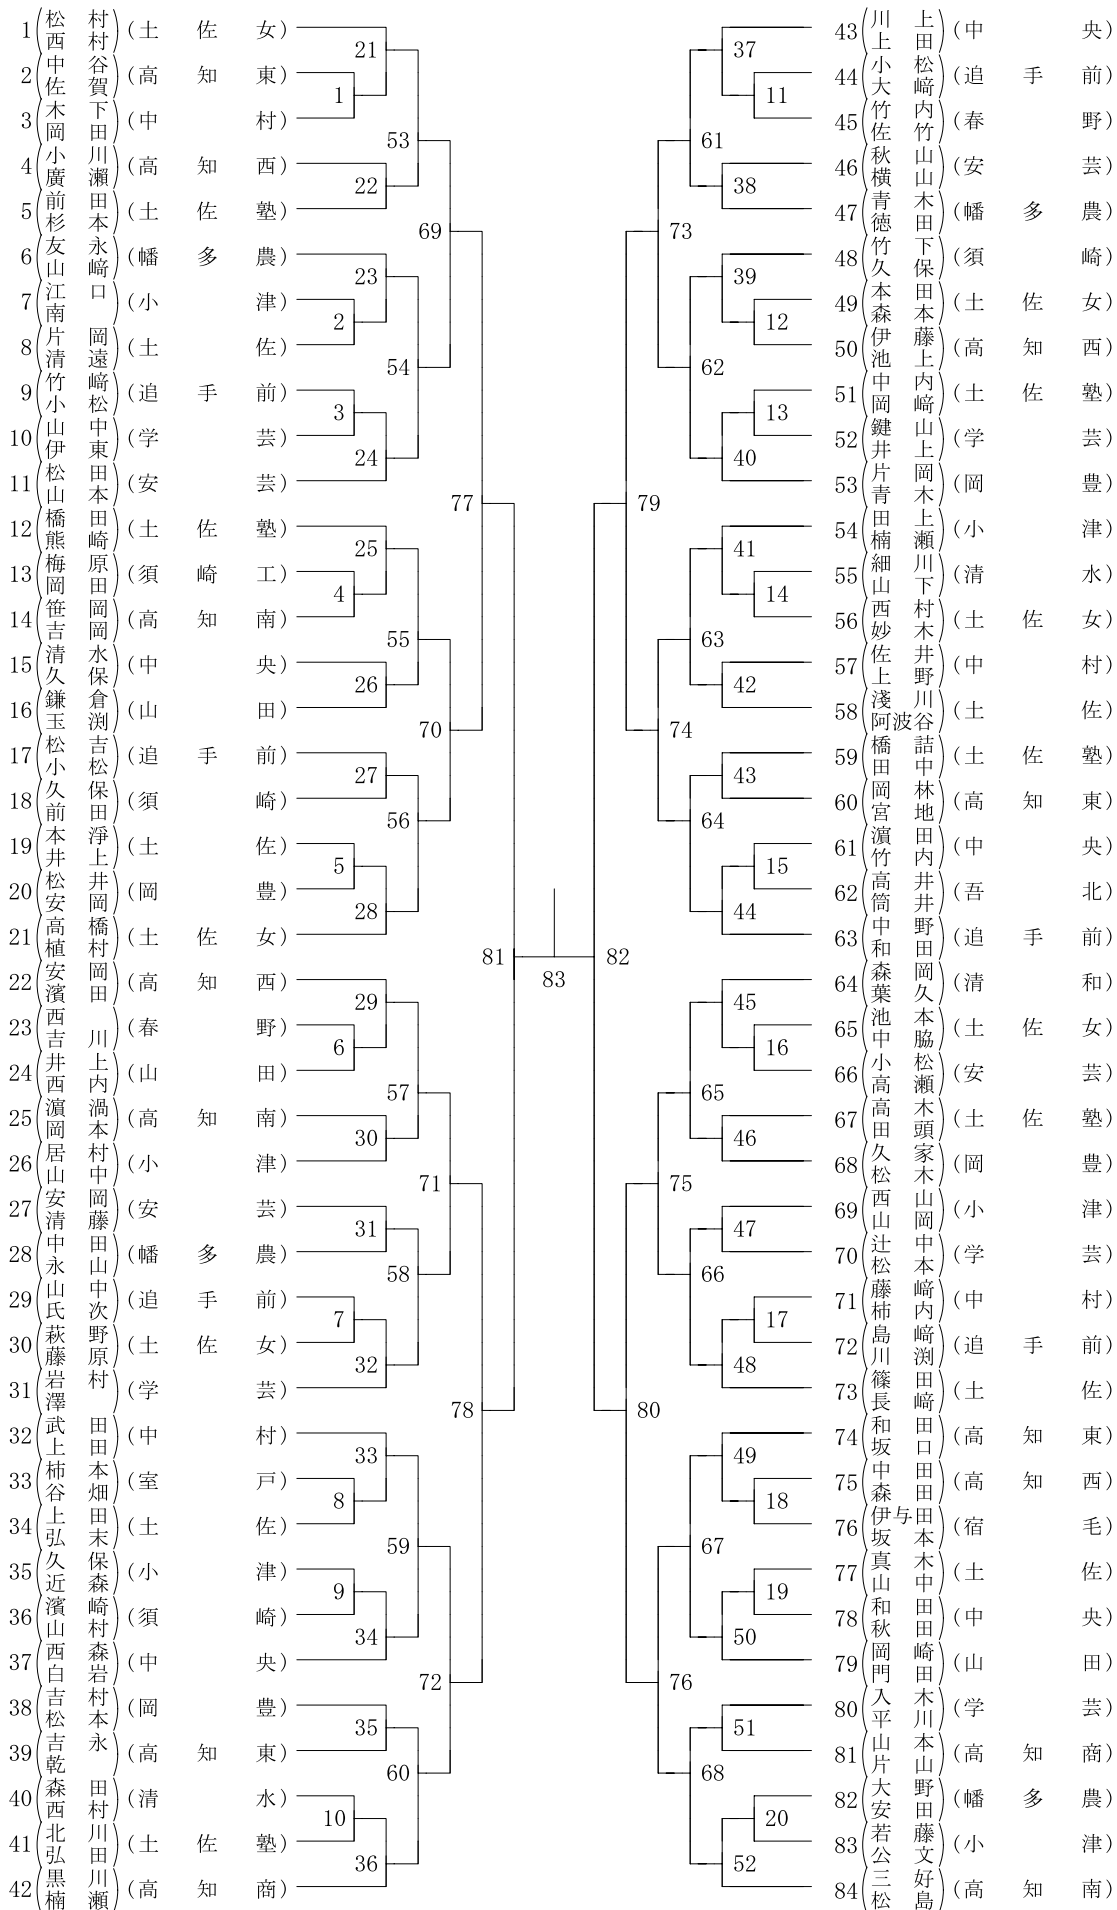 1 (松村 西村) (土佐女)
2 (中谷 佐賀) (高知東)
3 (木下 岡田) (中村)
4 (小川 廣瀬) (高知西)
5 (前田 杉本) (土佐塾)
6 (友永 山﨑) (幡多農)
7 (江口 南) (小津)
8 (片岡 清遠) (土佐)
9 (竹﨑 小松) (追手前)
10 (山中 伊東) (学芸)
11 (松田 山本) (安芸)
12 (橋田 熊崎) (土佐塾)
13 (梅原 岡田) (須崎工)
14 (笹岡 吉岡) (高知南)
15 (清水 久保) (中央)
16 (鎌倉 玉渕) (山田)
17 (松吉 小松) (追手前)
18 (久保 前田) (須崎)
19 (本淨 井上) (土佐)
20 (松井 安岡) (岡豊)
21 (高橋 植村) (土佐女)
22 (安岡 濱田) (高知西)
23 (西 吉川) (春野)
24 (井上 西内) (山田)
25 (濵渦 岡本) (高知南)
26 (居村 山中) (小津)
27 (安岡 清藤) (安芸)
28 (中田 永山) (幡多農)
29 (山中 氏次) (追手前)
30 (萩野 藤原) (土佐女)
31 (岩村 澤) (学芸)
32 (武田 上田) (中村)
33 (柿本 谷畑) (室戸)
34 (上田 弘末) (土佐)
35 (久保 近森) (小津)
36 (濱崎 山村) (須崎)
37 (西森 白岩) (中央)
38 (吉村 松本) (岡豊)
39 (吉永 乾) (高知東)
40 (森田 西村) (清水)
41 (北川 弘田) (土佐塾)
42 (黒川 楠瀬) (高知商)
21
1
53
22
69
23
2
54
3
24
77
25
4
55
26
70
27
56
5
28
81
29
6
57
30
71
31
58
7
32
78
33
8
59
9
34
72
35
60
10
36
83
82
37
11
61
38
73
39
12
62
13
40
79
41
14
63
42
74
43
64
15
44
45
16
65
46
75
47
66
17
48
80
49
18
67
19
50
76
51
68
20
52
43 (川上 上田) (中央)
44 (小松 大﨑) (追手前)
45 (竹内 佐竹) (春野)
46 (秋山 横山) (安芸)
47 (青木 徳田) (幡多農)
48 (竹下 久保) (須崎)
49 (本田 森本) (土佐女)
50 (伊藤 池上) (高知西)
51 (中内 岡﨑) (土佐塾)
52 (鍵山 井上) (学芸)
53 (片岡 青木) (岡豊)
54 (田上 楠瀬) (小津)
55 (細川 山下) (清水)
56 (西村 妙木) (土佐女)
57 (佐井 上野) (中村)
58 (淺川 阿波谷) (土佐)
59 (橋詰 田中) (土佐塾)
60 (岡林 宮地) (高知東)
61 (濵田 竹内) (中央)
62 (高井 筒井) (吾北)
63 (中野 和田) (追手前)
64 (森岡 葉久) (清和)
65 (池本 中脇) (土佐女)
66 (小松 高瀬) (安芸)
67 (高木 田頭) (土佐塾)
68 (久家 松木) (岡豊)
69 (西山 山岡) (小津)
70 (辻中 松本) (学芸)
71 (藤﨑 柿内) (中村)
72 (島﨑 川渕) (追手前)
73 (篠田 長﨑) (土佐)
74 (和田 坂口) (高知東)
75 (中田 森田) (高知西)
76 (伊与田 坂本) (宿毛)
77 (真木 山中) (土佐)
78 (和田 秋田) (中央)
79 (岡崎 門田) (山田)
80 (入木 平川) (学芸)
81 (山本 片山) (高知商)
82 (大野 安田) (幡多農)
83 (若藤 公文) (小津)
84 (三好 松島) (高知南)